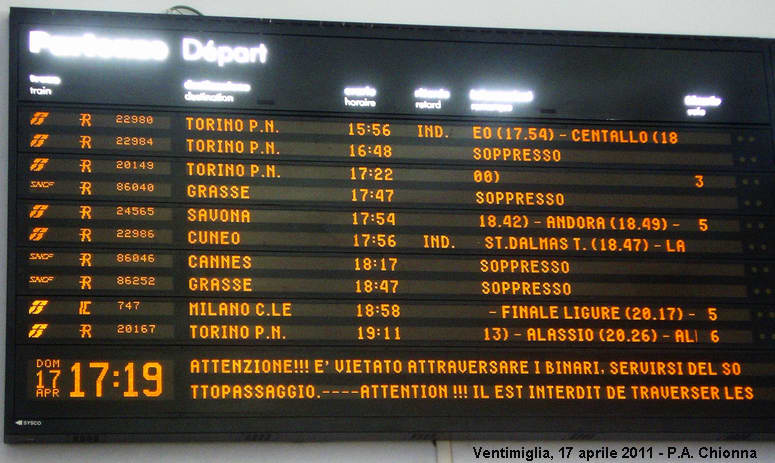 Partenze Départ
treno destinazione orario ritardo
train destination horaire retard remarque voie
R 22980 TORINO P.N. 15:56 IND. EO (17.54) - CENTALLO (18
R 22984 TORINO P.N. 16:48 SOPPRESSO
R 20149 TORINO P.N. 17:22 00) 3
SNCF R 86040 GRASSE 17:47 SOPPRESSO
R 24565 SAVONA 17:54 18.42) - ANDORA (18.49) - 5
R 22986 CUNEO 17:56 IND. ST.DALMAS T. (18.47) - LA
SNCF R 86046 CANNES 18:17 SOPPRESSO
SNCF R 86252 GRASSE 18:47 SOPPRESSO
IC 747 MILANO C.LE 18:58 - FINALE LIGURE (20.17) - 5
R 20167 TORINO P.N. 19:11 13) - ALASSIO (20.26) - AL 6
DOM 17 APR 17:19
ATTENZIONE!!! E' VIETATO ATTRAVERSARE I BINARI, SERVIRSI DEL SO
TTOPASSAGGIO.----ATTENTION !!! IL EST INTERDIT DE TRAVERSER LES
SYSCO
Ventimiglia, 17 aprile 2011 - P.A. Chionna